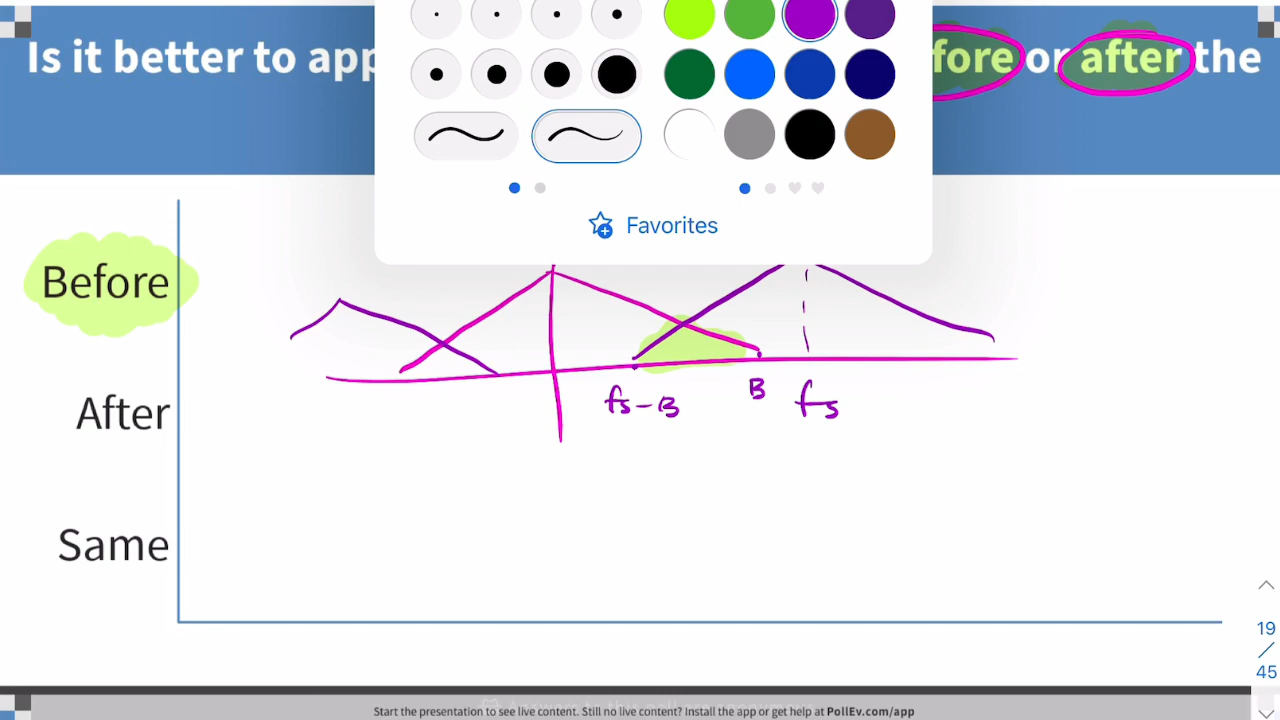 Is it better to app fore or after the
Favorites
Before
fs-B B fs
After
Same
19
/
45
Start the presentation to see live content. Still no live content? Install the app or get help at PollEv.com/app